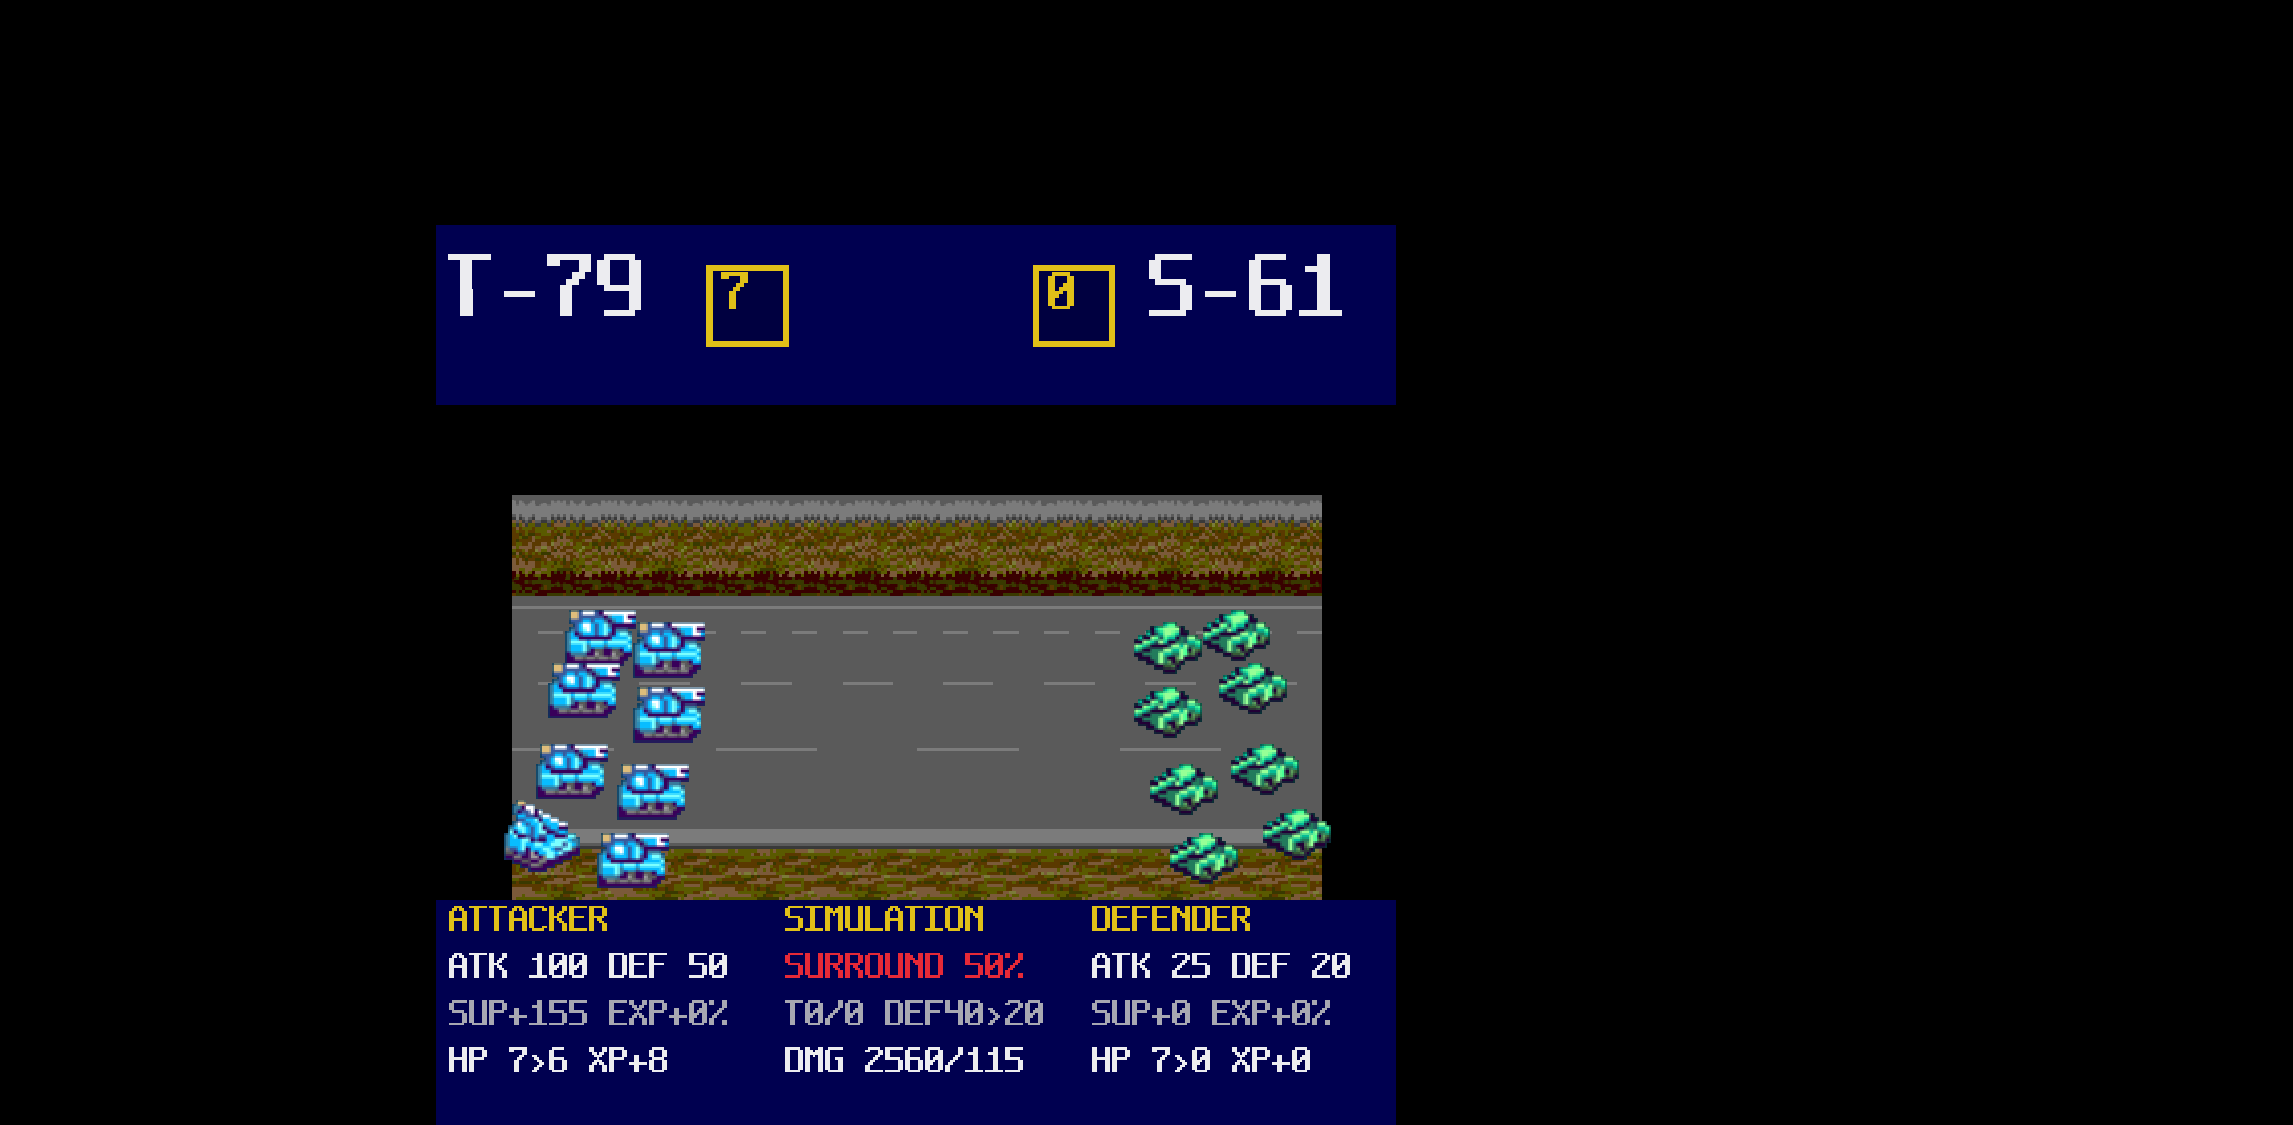 T-79 7 0 S-61
ATTACKER SIMULATION DEFENDER
ATK 100 DEF 50 SURROUND 50% ATK 25 DEF 20
SUP+155 EXP+0% T0/0 DEF40>20 SUP+0 EXP+0%
HP 7>6 XP+8 DMG 2560/115 HP 7>0 XP+0